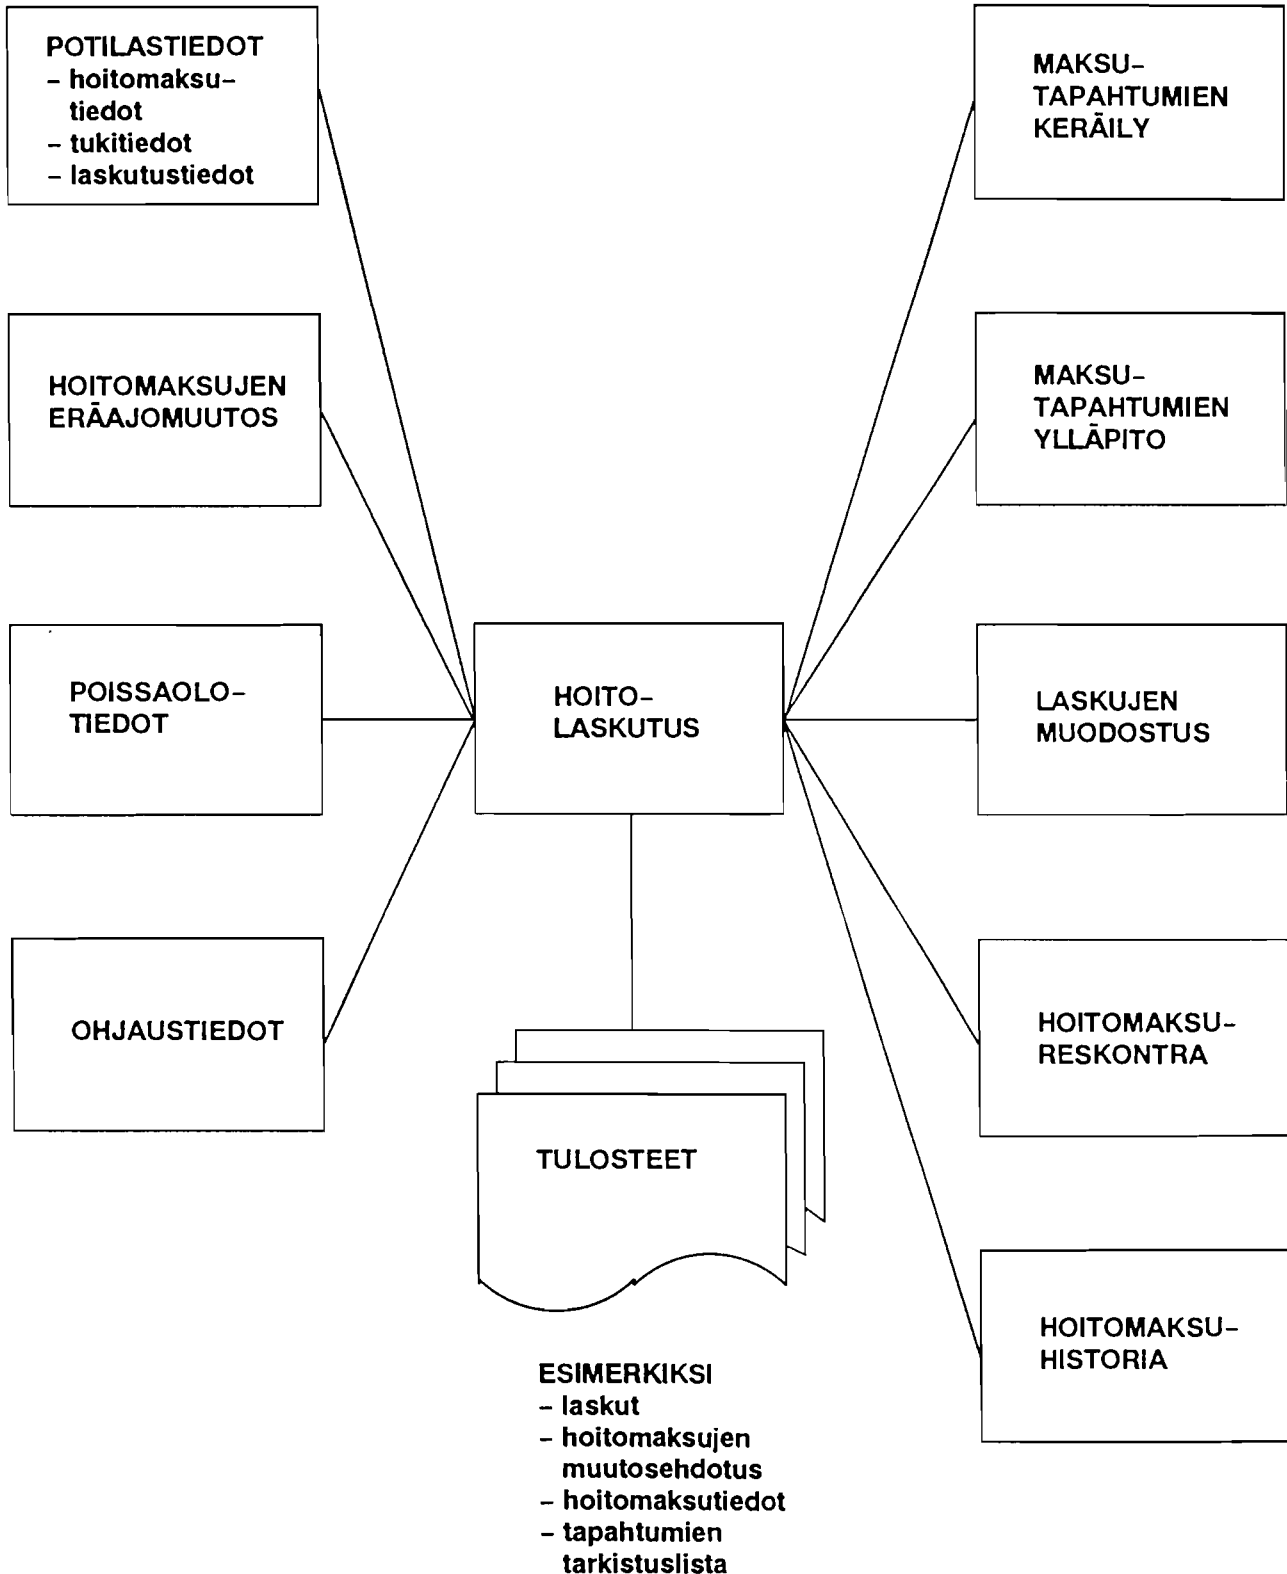 POTILASTIEDOT
– hoitomaksu–
tiedot
– tukitiedot
– laskutustiedot
HOITOMAKSUJEN
ERÄAJOMUUTOS
POISSAOLO–
TIEDOT
OHJAUSTIEDOT
HOITO–
LASKUTUS
TULOSTEET
ESIMERKIKSI
– laskut
– hoitomaksujen
muutosehdotus
– hoitomaksutiedot
– tapahtumien
tarkistuslista
MAKSU–
TAPAHTUMIEN
KERÄILY
MAKSU–
TAPAHTUMIEN
YLLÄPITO
LASKUJEN
MUODOSTUS
HOITOMAKSU–
RESKONTRA
HOITOMAKSU–
HISTORIA